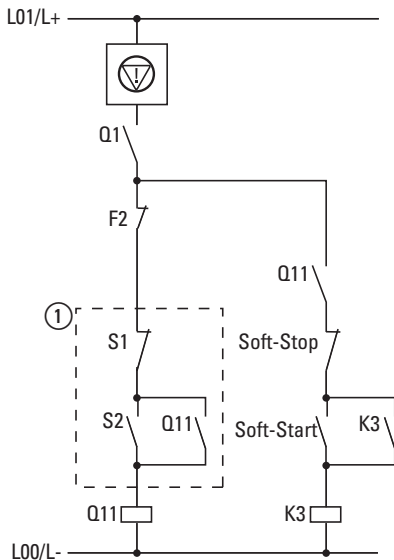 L01/L+
!
Q1
F2
Q11
1
S1
Soft-Stop
S2
Q11
Soft-Start
K3
Q11
K3
L00/L-